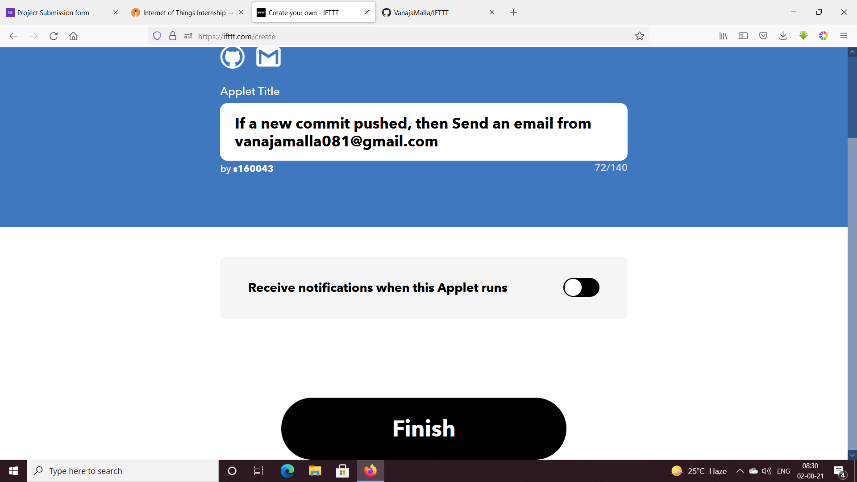 Project Submission form
Internet of Things Internship —
Create your own - IFTTT
VanajaMalla/IFTTT
https://ifttt.com/create
Applet Title
If a new commit pushed, then Send an email from
vanajamalla081@gmail.com
by s160043
72/140
Receive notifications when this Applet runs
Finish
Type here to search
25°C Haze
ENG
08:30
02-08-21
4